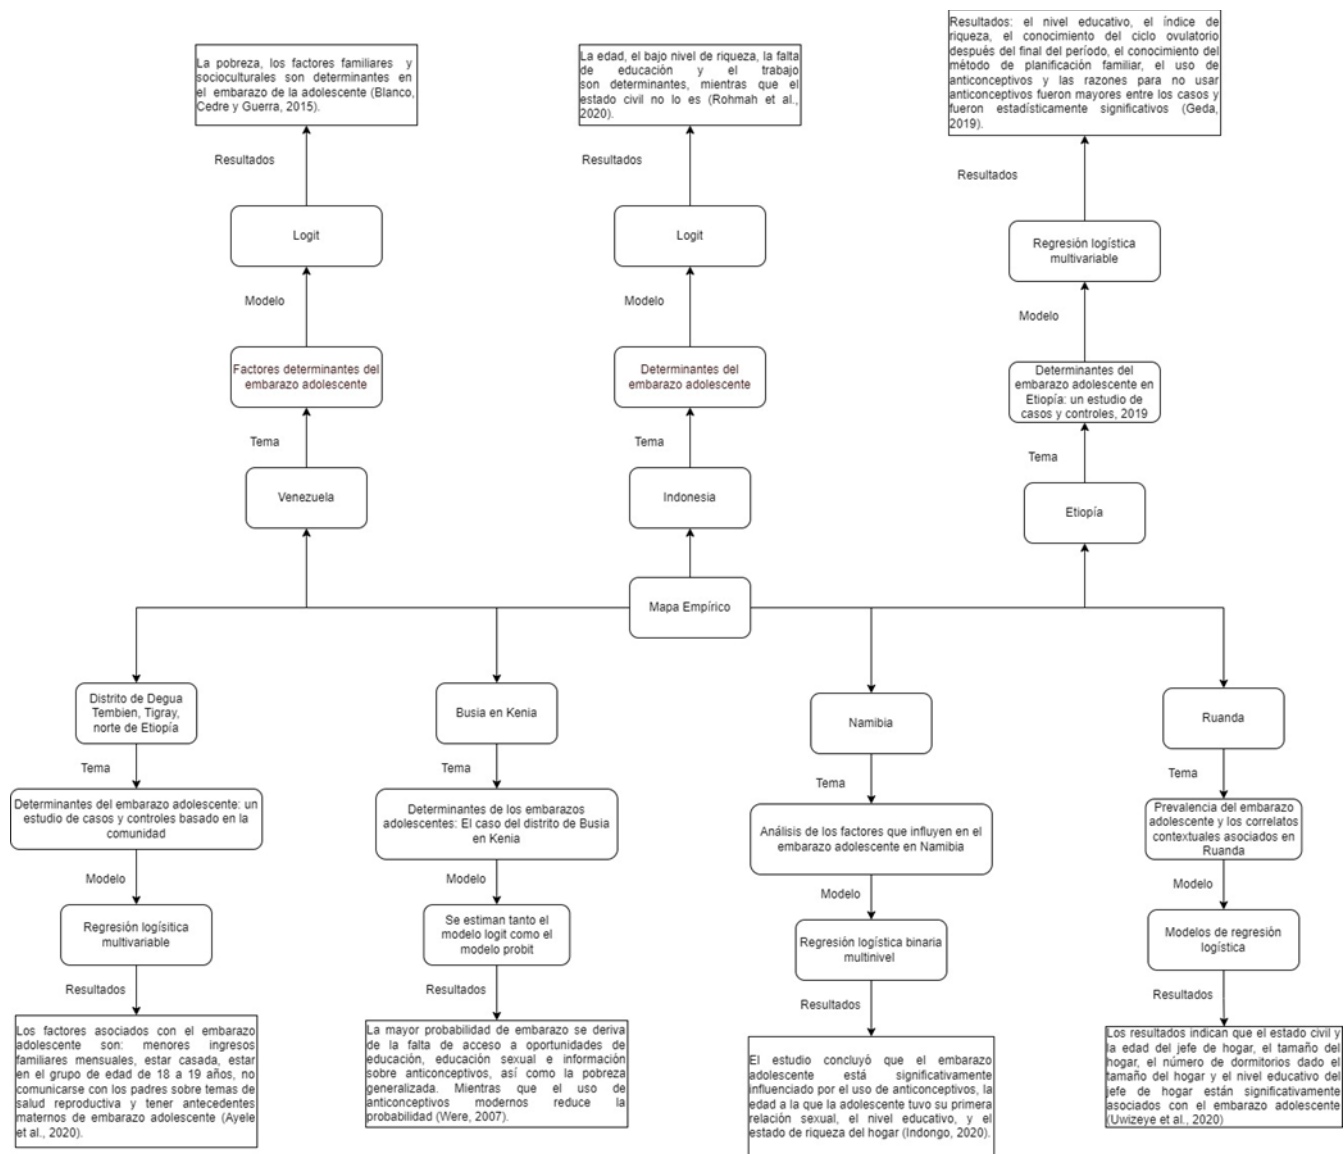 La pobreza, los factores familiares y
socioculturales son determinantes en
el embarazo de la adolescente (Blanco,
Cedre y Guerra, 2015).
Resultados
Logit
Modelo
Factores determinantes del
embarazo adolescente
Tema
Venezuela
La edad, el bajo nivel de riqueza, la falta
de educación y el trabajo
son determinantes, mientras que el
estado civil no lo es (Rohmah et al.,
2020).
Resultados
Logit
Modelo
Determinantes del
embarazo adolescente
Tema
Indonesia
Resultados: el nivel educativo, el índice de
riqueza, el conocimiento del ciclo ovulatorio
después del final del período, el conocimiento del
método de planificación familiar, el uso de
anticonceptivos y las razones para no usar
anticonceptivos fueron mayores entre los casos y
fueron estadísticamente significativos (Geda,
2019).
Resultados
Regresión logística
multivariable
Modelo
Determinantes del
embarazo adolescente en
Etiopía: un estudio de
casos y controles, 2019
Tema
Etiopía
Mapa Empírico
Distrito de Degua
Tembien, Tigray,
norte de Etiopía
Tema
Determinantes del embarazo adolescente: un
estudio de casos y controles basado en la
comunidad
Modelo
Regresión logísitica
multivariable
Resultados
Los factores asociados con el embarazo
adolescente son: menores ingresos
familiares mensuales, estar casada, estar
en el grupo de edad de 18 a 19 años, no
comunicarse con los padres sobre temas de
salud reproductiva y tener antecedentes
maternos de embarazo adolescente (Ayele
et al., 2020).
Busia en Kenia
Tema
Determinantes de los embarazos
adolescentes: El caso del distrito de Busia
en Kenia
Modelo
Se estiman tanto el
modelo logit como el
modelo probit
Resultados
La mayor probabilidad de embarazo se deriva
de la falta de acceso a oportunidades de
educación, educación sexual e información
sobre anticonceptivos, así como la pobreza
generalizada. Mientras que el uso de
anticonceptivos modernos reduce la
probabilidad (Were, 2007).
Namibia
Tema
Análisis de los factores que influyen en el
embarazo adolescente en Namibia
Modelo
Regresión logística binaria
multinivel
Resultados
El estudio concluyó que el embarazo
adolescente está significativamente
influenciado por el uso de anticonceptivos, la
edad a la que la adolescente tuvo su primera
relación sexual, el nivel educativo, y el
estado de riqueza del hogar (Indongo, 2020).
Ruanda
Tema
Prevalencia del embarazo
adolescente y los correlatos
contextuales asociados en
Ruanda
Modelo
Modelos de regresión
logística
Resultados
Los resultados indican que el estado civil y
la edad del jefe de hogar, el tamaño del
hogar, el número de dormitorios dado el
tamaño del hogar y el nivel educativo del
jefe de hogar están significativamente
asociados con el embarazo adolescente
(Uwizeye et al., 2020)